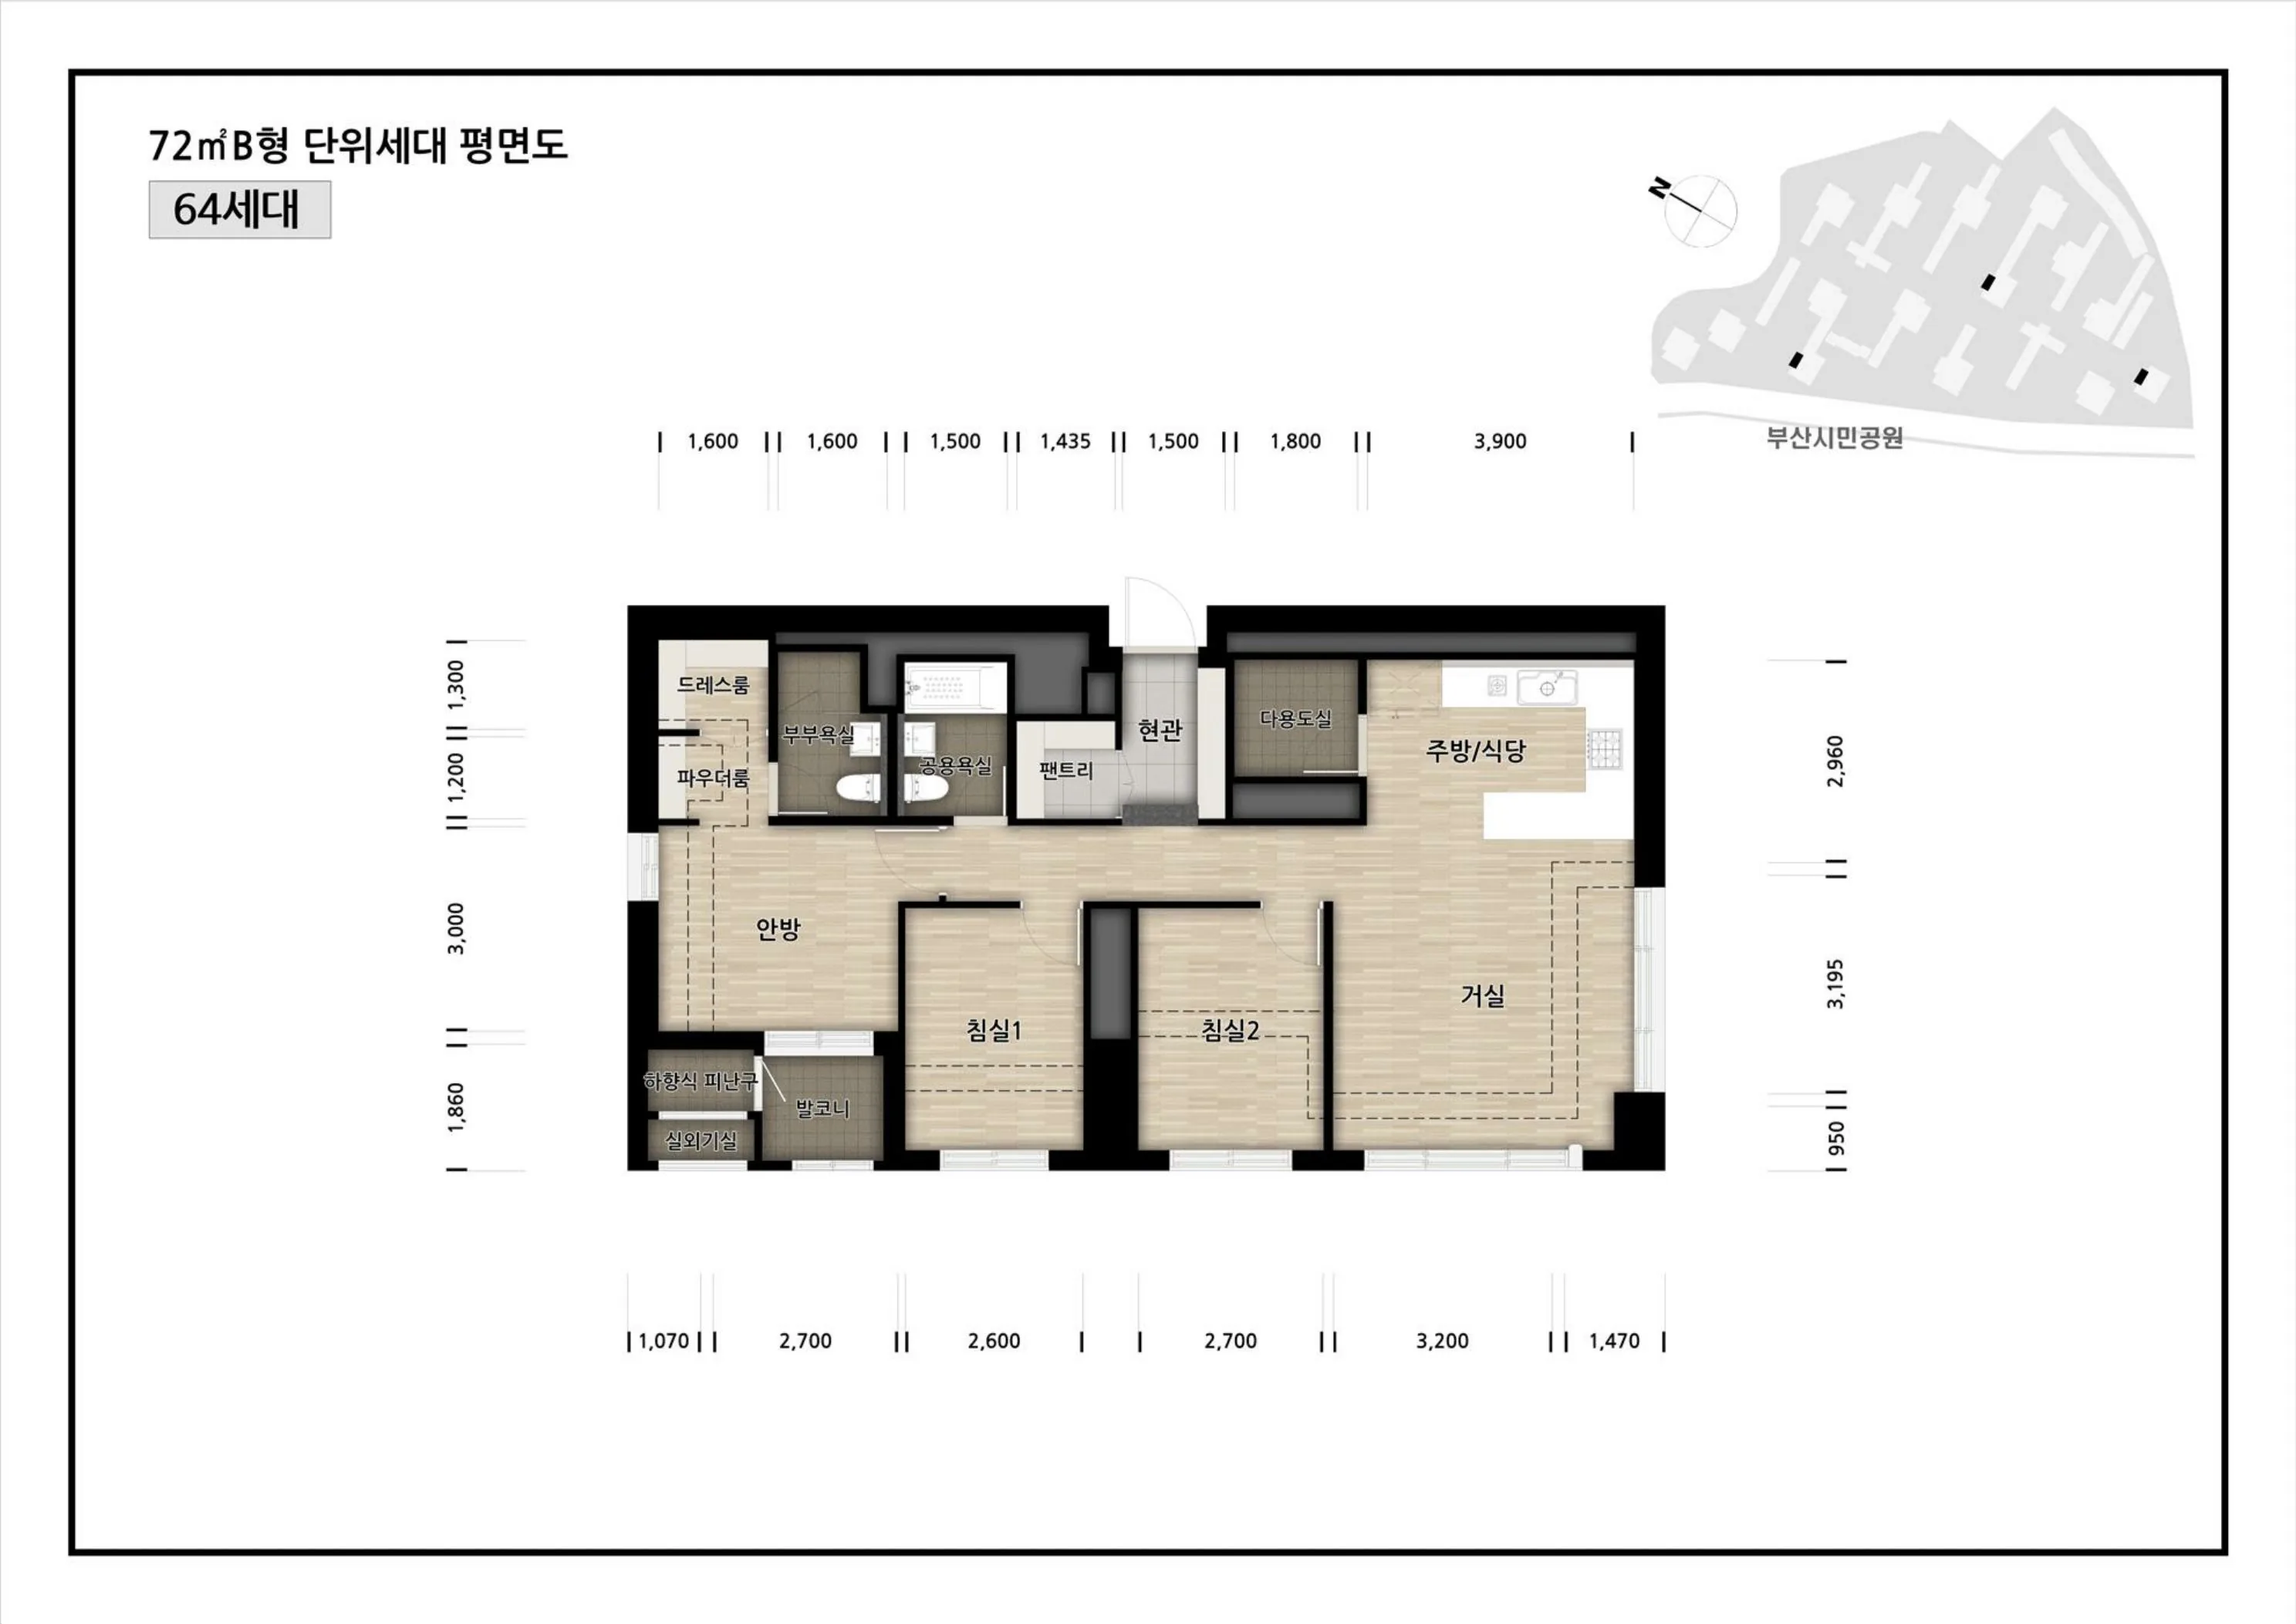 72㎡B형 단위세대 평면도
64세대
N
부산시민공원
1,600 1,600 1,500 1,435 1,500 1,800 3,900
1,300
1,200
3,000
1,860
드레스룸
파우더룸
부부욕실
공용욕실
팬트리
현관
다용도실
주방/식당
안방
침실1
침실2
거실
하향식 피난구
발코니
실외기실
2,960
3,195
950
1,070 2,700 2,600 2,700 3,200 1,470